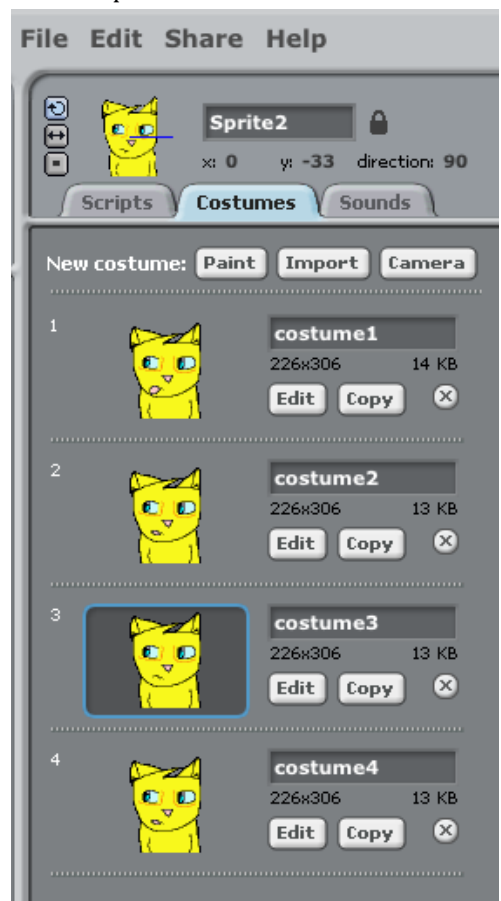 File Edit Share Help
Sprite2
x: 0 y: -33 direction: 90
Scripts Costumes Sounds
New costume: Paint Import Camera
1
costume1
226x306 14 KB
Edit Copy
2
costume2
226x306 13 KB
Edit Copy
3
costume3
226x306 13 KB
Edit Copy
4
costume4
226x306 13 KB
Edit Copy